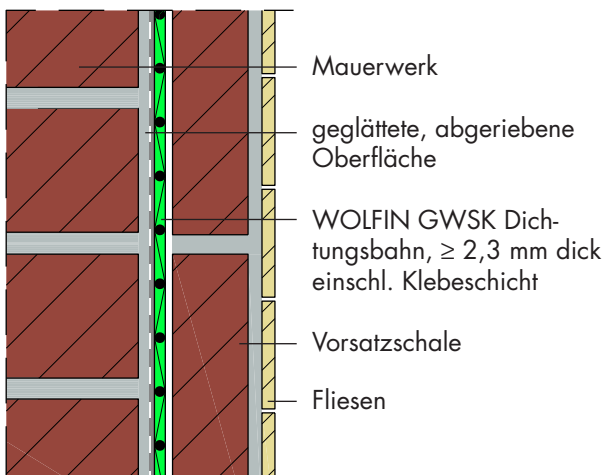 Mauerwerk
geglättete, abgeriebene
Oberfläche
WOLFIN GWSK Dich-
tungsbahn, ≥ 2,3 mm dick
einschl. Klebeschicht
Vorsatzschale
Fliesen